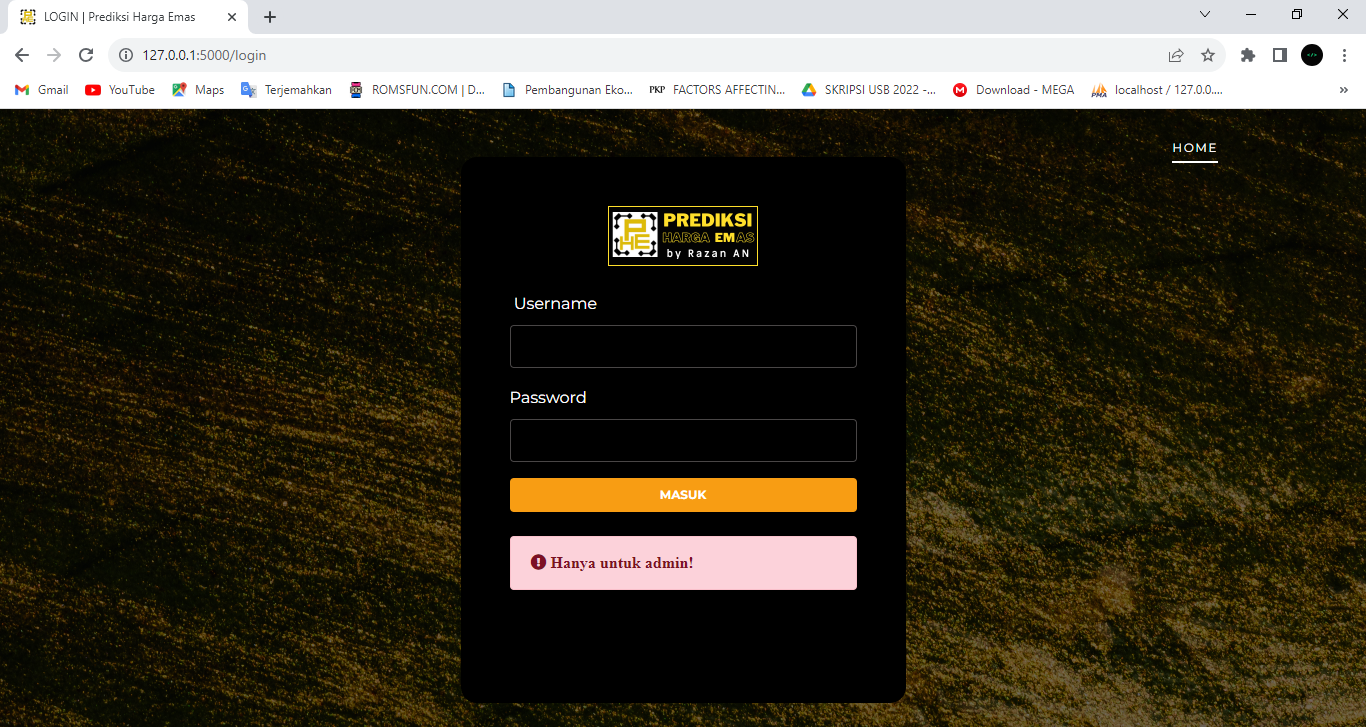 LOGIN | Prediksi Harga Emas
127.0.0.1:5000/login
Gmail
YouTube
Maps
Terjemahkan
ROMSFUN.COM | D...
Pembangunan Eko...
PKP
FACTORS AFFECTIN...
SKRIPSI USB 2022 -...
Download - MEGA
PMA
localhost / 127.0.0....
HOME
PHE
PREDIKSI
HARGA EMAS
by Razan AN
Username
Password
MASUK
Hanya untuk admin!